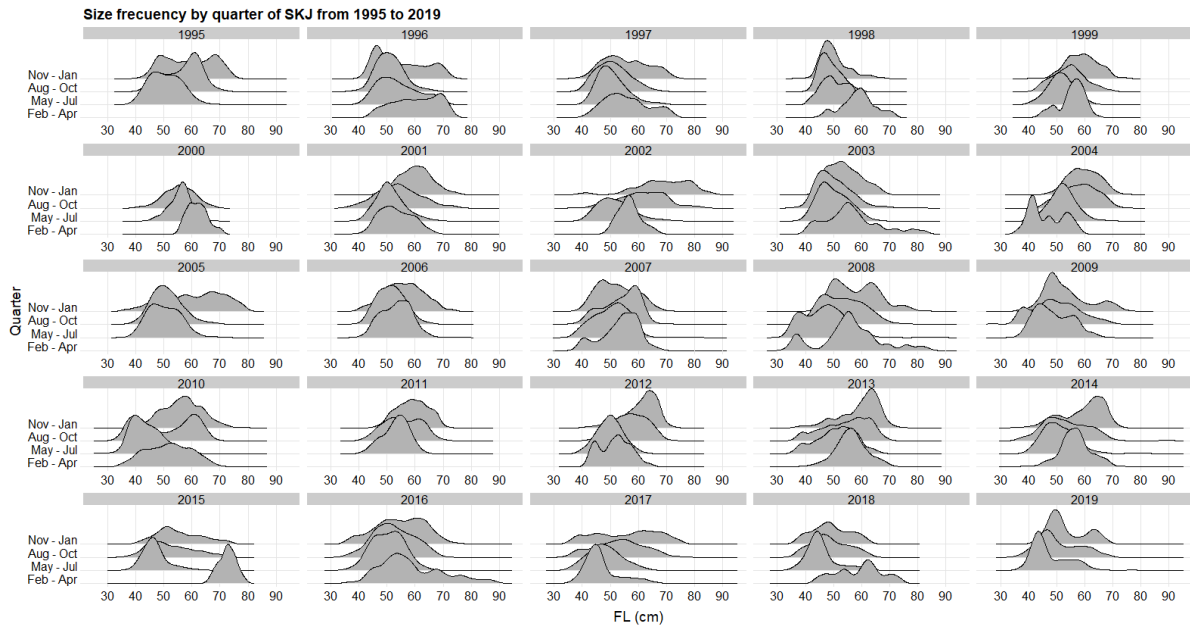 Size frecuency by quarter of SKJ from 1995 to 2019
1995 1996 1997 1998 1999
Nov - Jan
Aug - Oct
May - Jul
Feb - Apr
30 40 50 60 70 80 90 30 40 50 60 70 80 90 30 40 50 60 70 80 90 30 40 50 60 70 80 90 30 40 50 60 70 80 90
2000 2001 2002 2003 2004
Nov - Jan
Aug - Oct
May - Jul
Feb - Apr
30 40 50 60 70 80 90 30 40 50 60 70 80 90 30 40 50 60 70 80 90 30 40 50 60 70 80 90 30 40 50 60 70 80 90
2005 2006 2007 2008 2009
Quarter
Nov - Jan
Aug - Oct
May - Jul
Feb - Apr
30 40 50 60 70 80 90 30 40 50 60 70 80 90 30 40 50 60 70 80 90 30 40 50 60 70 80 90 30 40 50 60 70 80 90
2010 2011 2012 2013 2014
Nov - Jan
Aug - Oct
May - Jul
Feb - Apr
30 40 50 60 70 80 90 30 40 50 60 70 80 90 30 40 50 60 70 80 90 30 40 50 60 70 80 90 30 40 50 60 70 80 90
2015 2016 2017 2018 2019
Nov - Jan
Aug - Oct
May - Jul
Feb - Apr
30 40 50 60 70 80 90 30 40 50 60 70 80 90 30 40 50 60 70 80 90 30 40 50 60 70 80 90 30 40 50 60 70 80 90
FL (cm)